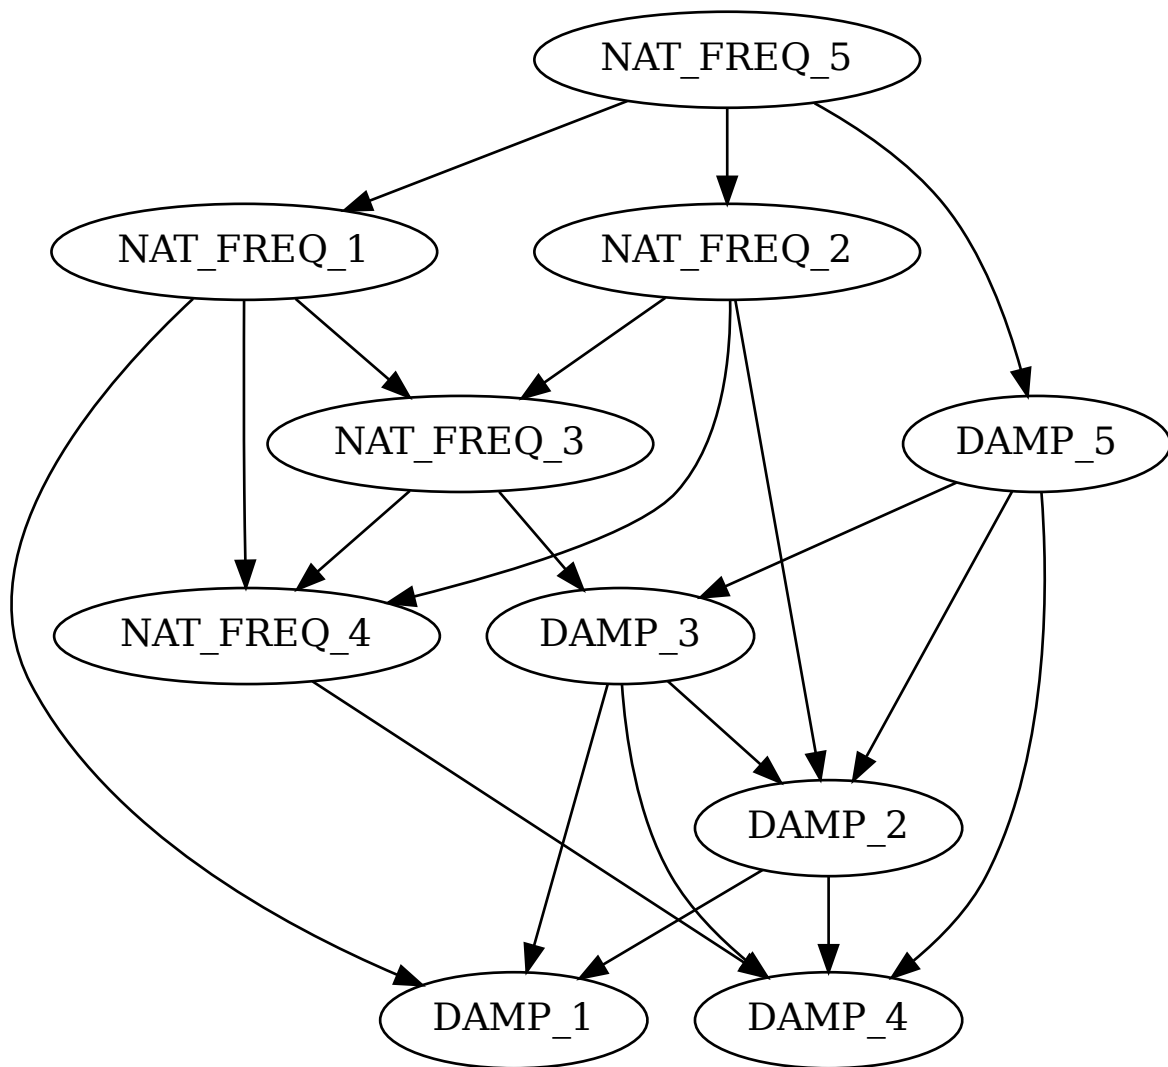 NAT_FREQ_5
NAT_FREQ_1
NAT_FREQ_2
NAT_FREQ_3
DAMP_5
NAT_FREQ_4
DAMP_3
DAMP_2
DAMP_1
DAMP_4